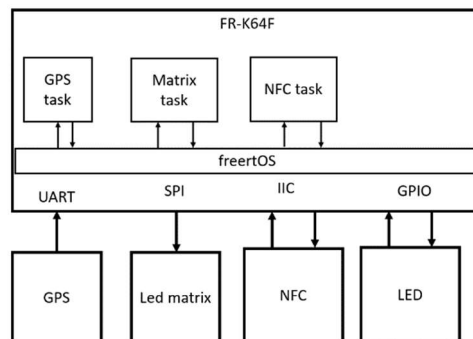 FR-K64F
GPS
task
Matrix
task
NFC task
freertOS
UART
SPI
IIC
GPIO
GPS
Led matrix
NFC
LED